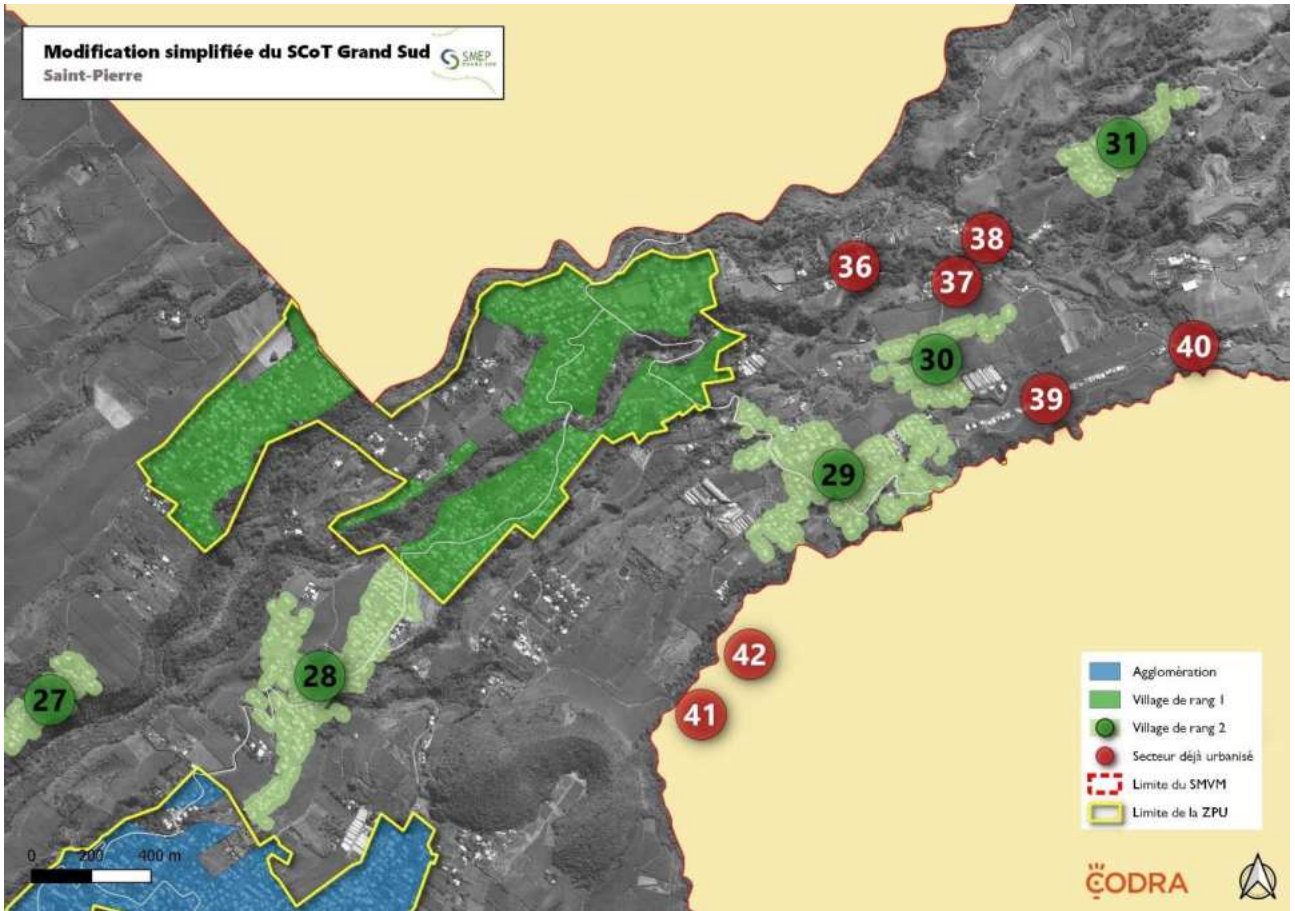 Modification simplifiée du SCoT Grand Sud
Saint-Pierre
SMEP
GRAND SUD
31
38
36
37
30
40
39
29
42
28
27
41
Agglomération
Village de rang 1
Village de rang 2
Secteur déjà urbanisé
Limite du SMVM
Limite de la ZPU
0 200 400 m
CODRA